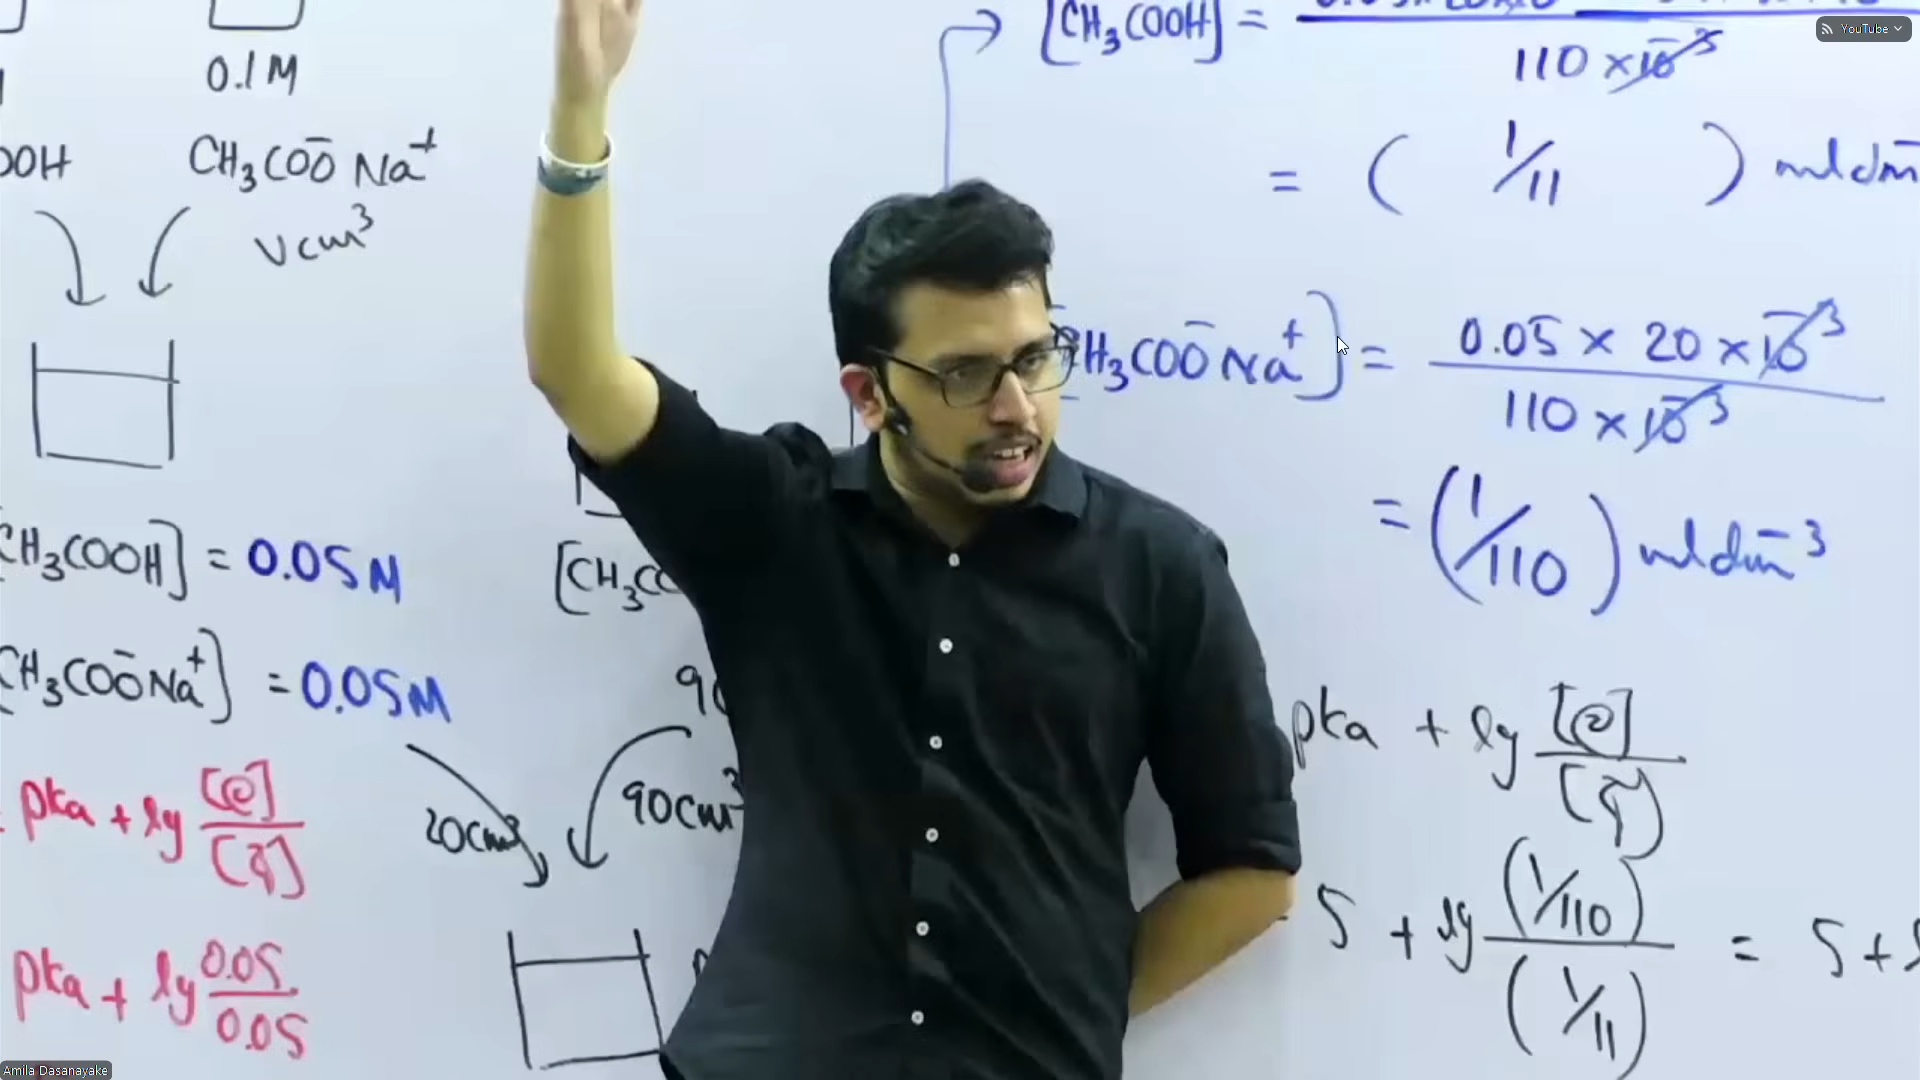 0.1M
OOH
CH₃COO⁻Na⁺
V cm³
CH₃COOH] = 0.05M
CH₃COO⁻Na⁺] = 0.05M
pka + lg
pka + lg 0.05
0.05
[CH₃CO
90
20cm³
90cm³
[CH₃COOH] =
110 × 10⁻³
= ( 1/11 ) moldm⁻
CH₃COO⁻Na⁺] = 0.05 × 20 × 10⁻³
110 × 10⁻³
= (1/110) moldm⁻³
pka + lg
5 + lg (1/110) = 5 +
(1/11)
YouTube
Amila Dasanayake